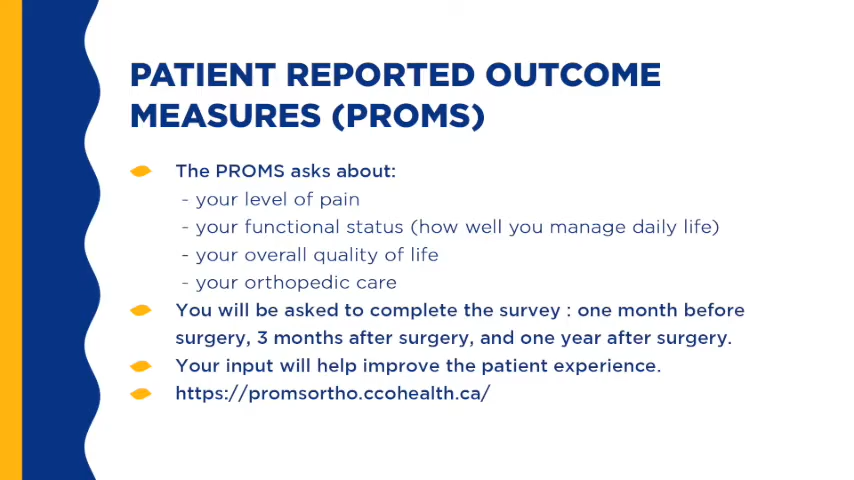 PATIENT REPORTED OUTCOME
MEASURES (PROMS)
The PROMS asks about:
- your level of pain
- your functional status (how well you manage daily life)
- your overall quality of life
- your orthopedic care
You will be asked to complete the survey : one month before
surgery, 3 months after surgery, and one year after surgery.
Your input will help improve the patient experience.
https://promsortho.ccohealth.ca/